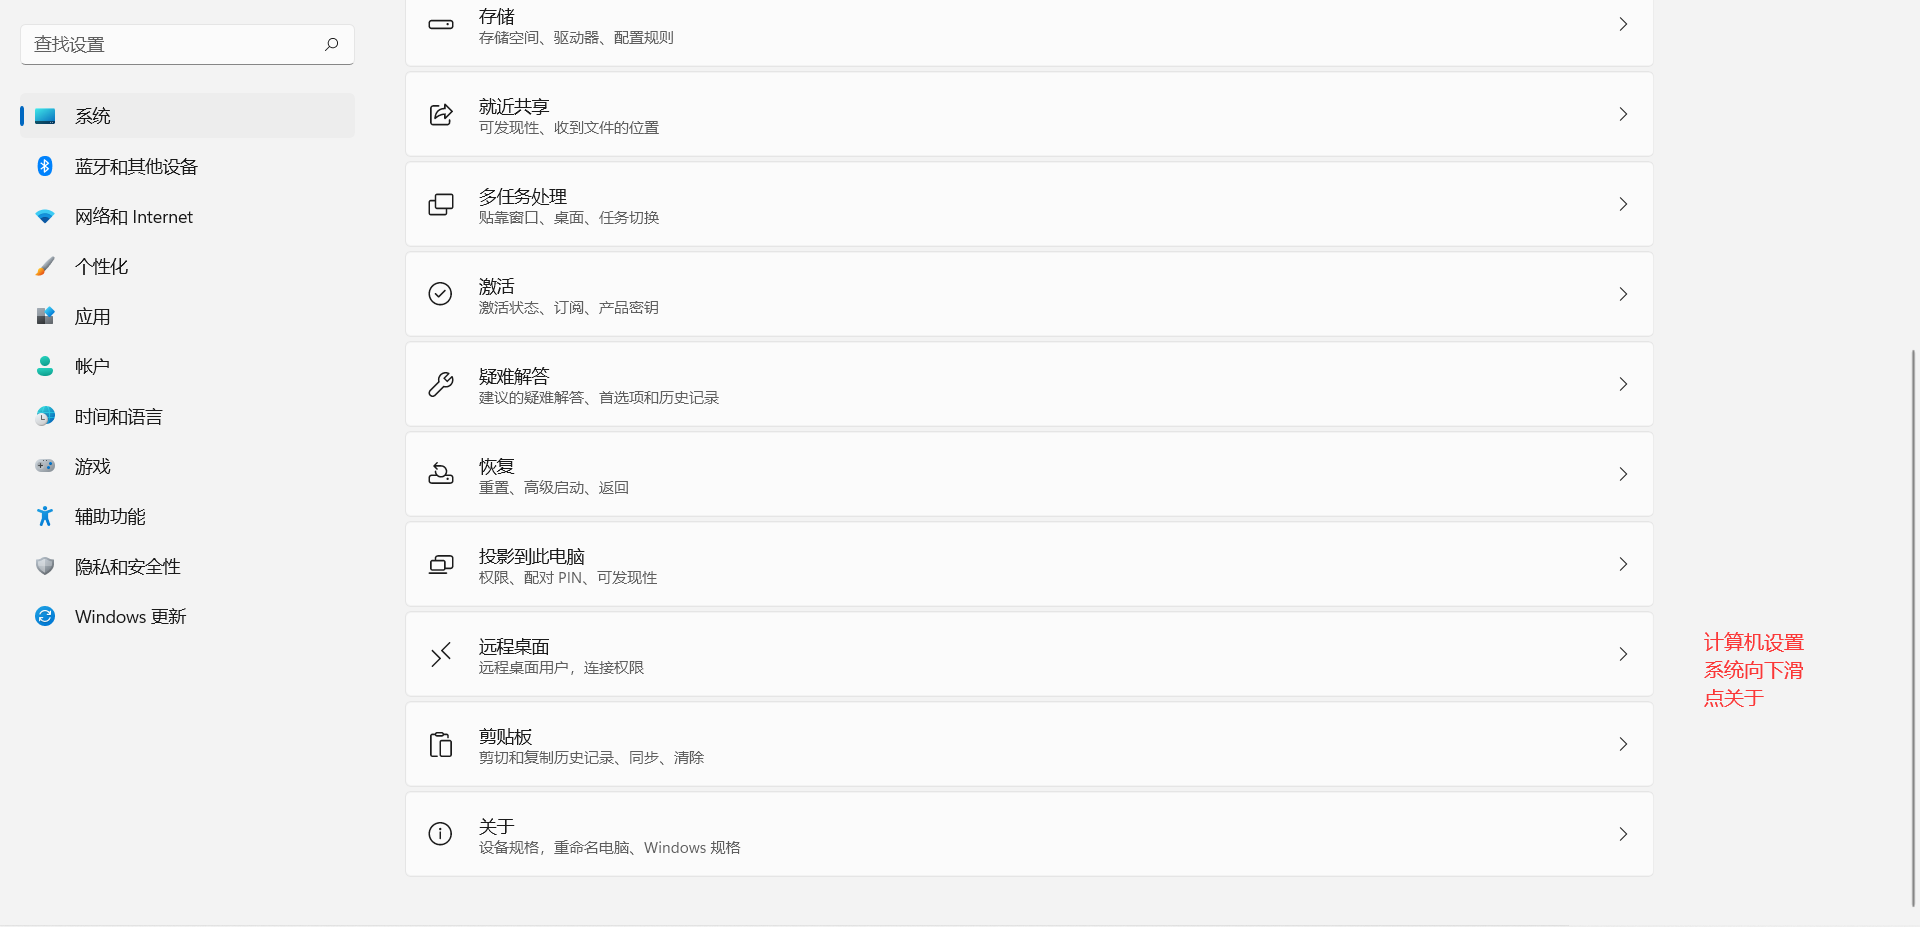 查找设置
系统
蓝牙和其他设备
网络和 Internet
个性化
应用
帐户
时间和语言
游戏
辅助功能
隐私和安全性
Windows 更新
存储
存储空间、驱动器、配置规则
就近共享
可发现性、收到文件的位置
多任务处理
贴靠窗口、桌面、任务切换
激活
激活状态、订阅、产品密钥
疑难解答
建议的疑难解答、首选项和历史记录
恢复
重置、高级启动、返回
投影到此电脑
权限、配对 PIN、可发现性
远程桌面
远程桌面用户，连接权限
剪贴板
剪切和复制历史记录、同步、清除
关于
设备规格，重命名电脑、Windows 规格
计算机设置
系统向下滑
点关于